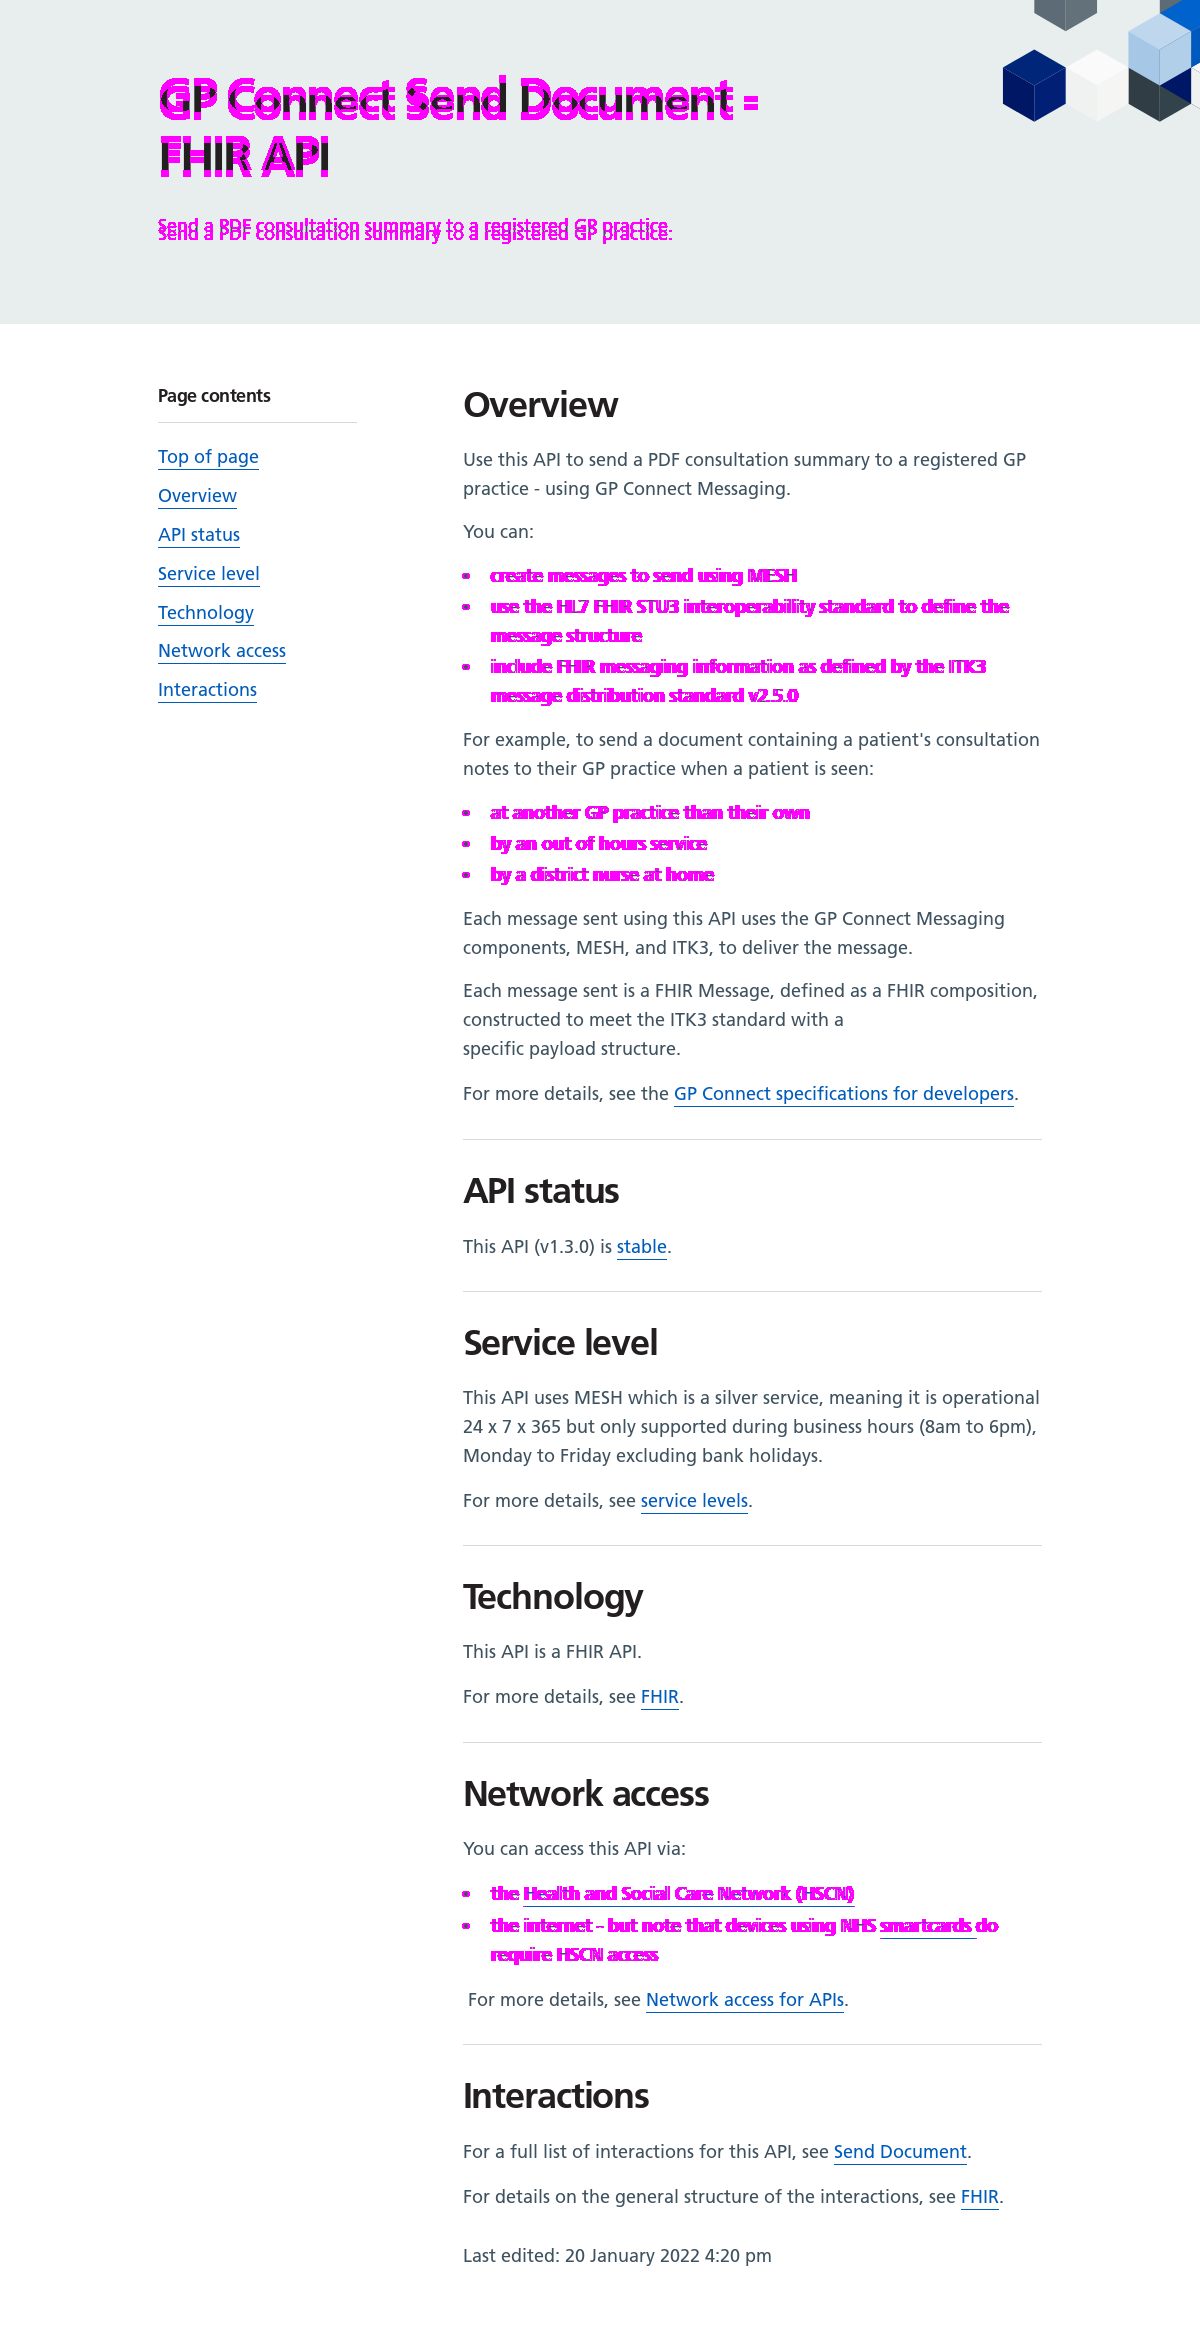 GP Connect Send Document -
FHIR API
Send a PDF consultation summary to a registered GP practice.
Page contents
Top of page
Overview
API status
Service level
Technology
Network access
Interactions
Overview
Use this API to send a PDF consultation summary to a registered GP
practice - using GP Connect Messaging.
You can:
• create messages to send using MESH
• use the HL7 FHIR STU3 interoperability standard to define the
message structure
• include FHIR messaging information as defined by the ITK3
message distribution standard v2.5.0
For example, to send a document containing a patient's consultation
notes to their GP practice when a patient is seen:
• at another GP practice than their own
• by an out of hours service
• by a district nurse at home
Each message sent using this API uses the GP Connect Messaging
components, MESH, and ITK3, to deliver the message.
Each message sent is a FHIR Message, defined as a FHIR composition,
constructed to meet the ITK3 standard with a
specific payload structure.
For more details, see the GP Connect specifications for developers.
API status
This API (v1.3.0) is stable.
Service level
This API uses MESH which is a silver service, meaning it is operational
24 x 7 x 365 but only supported during business hours (8am to 6pm),
Monday to Friday excluding bank holidays.
For more details, see service levels.
Technology
This API is a FHIR API.
For more details, see FHIR.
Network access
You can access this API via:
• the Health and Social Care Network (HSCN)
• the internet - but note that devices using NHS smartcards do
require HSCN access
For more details, see Network access for APIs.
Interactions
For a full list of interactions for this API, see Send Document.
For details on the general structure of the interactions, see FHIR.
Last edited: 20 January 2022 4:20 pm